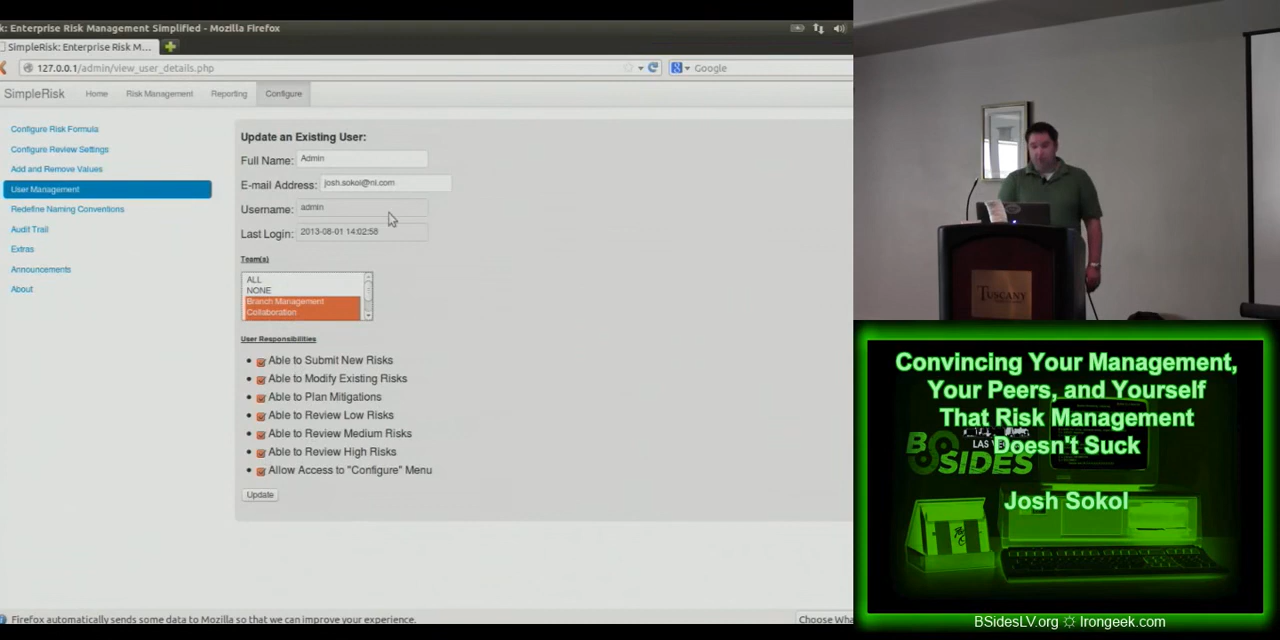 k: Enterprise Risk Management Simplified - Mozilla Firefox
SimpleRisk: Enterprise Risk M...
127.0.0.1/admin/view_user_details.php
Google
SimpleRisk
Home
Risk Management
Reporting
Configure
Configure Risk Formula
Configure Review Settings
Add and Remove Values
User Management
Redefine Naming Conventions
Audit Trail
Extras
Announcements
About
Update an Existing User:
Full Name: Admin
E-mail Address: josh.sokol@ni.com
Username: admin
Last Login: 2013-08-01 14:02:58
Team(s)
ALL
NONE
Branch Management
Collaboration
User Responsibilities
Able to Submit New Risks
Able to Modify Existing Risks
Able to Plan Mitigations
Able to Review Low Risks
Able to Review Medium Risks
Able to Review High Risks
Allow Access to "Configure" Menu
Update
Firefox automatically sends some data to Mozilla so that we can improve your experience.
Choose Wha
TUSCANY
Convincing Your Management,
Your Peers, and Yourself
That Risk Management
Doesn't Suck
LAS VE
BSIDES
Josh Sokol
BSidesLV.org ☼ Irongeek.com